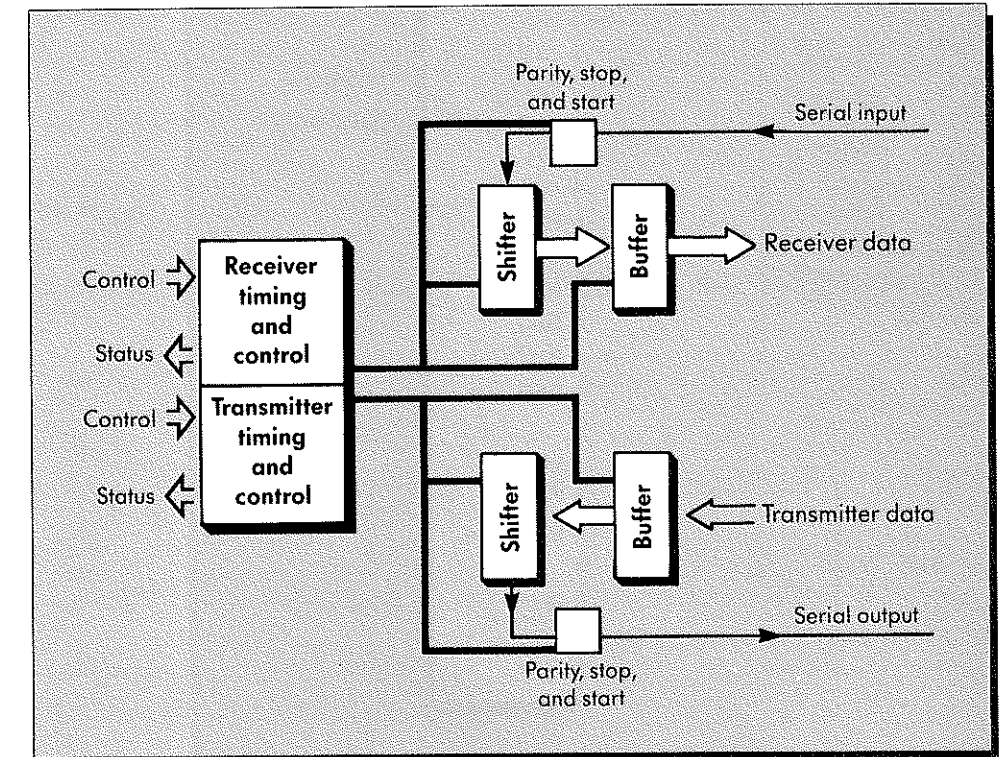 Parity, stop,
and start
Serial input
Shifter
Buffer
Receiver data
Control
Receiver
timing
and
control
Status
Control
Transmitter
timing
and
control
Status
Shifter
Buffer
Transmitter data
Serial output
Parity, stop,
and start